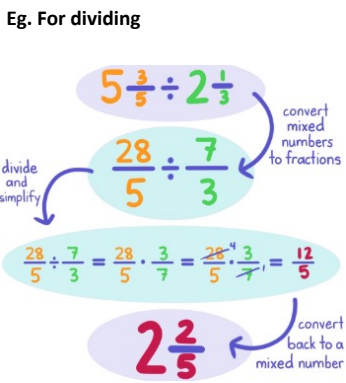 Eg. For dividing
5 3/5 ÷ 2 1/3
convert
mixed
numbers
to fractions
28/5 ÷ 7/3
divide
and
simplify
28/5 ÷ 7/3 = 28/5 · 3/7 = 28/5 4 · 3/7 1 = 12/5
2 2/5
convert
back to a
mixed number